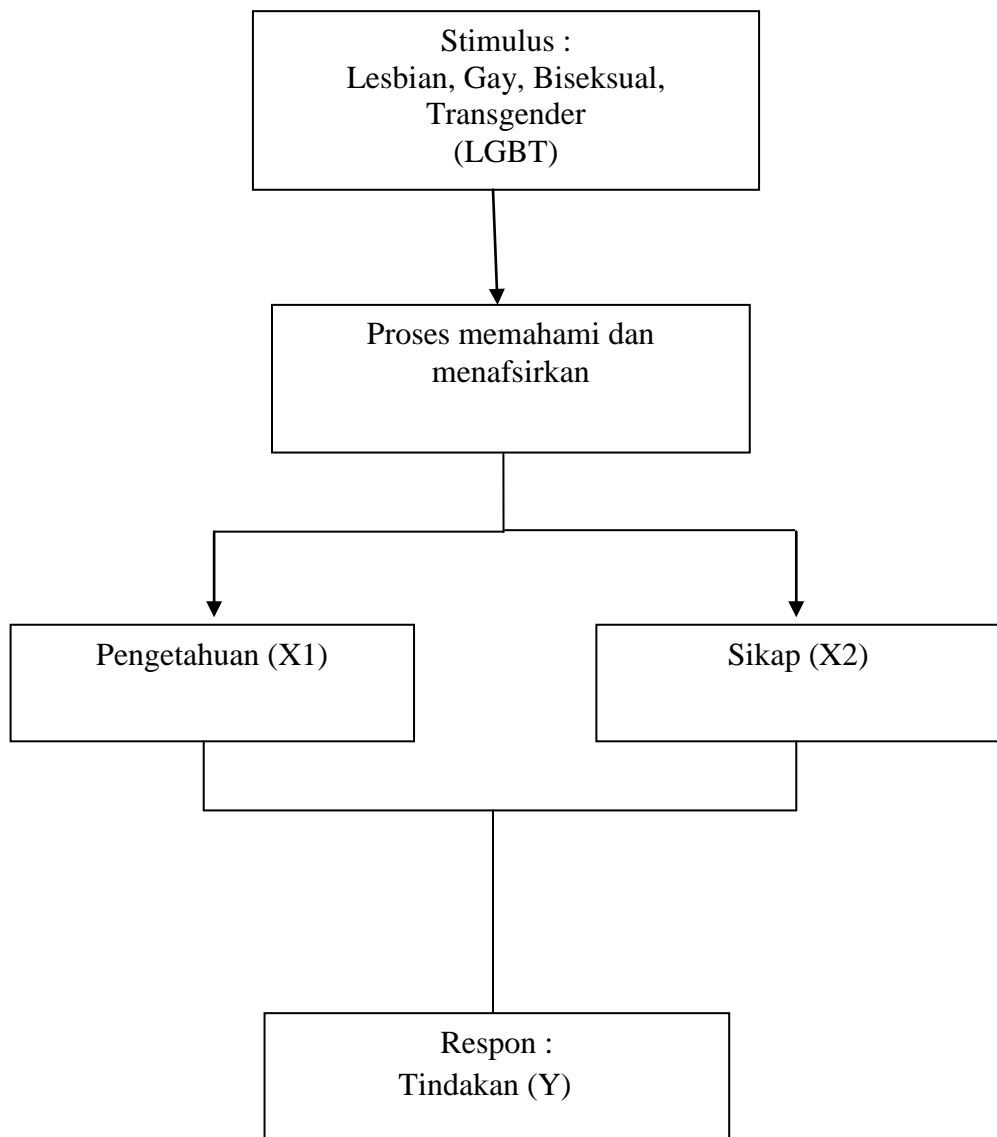 Stimulus :
Lesbian, Gay, Biseksual,
Transgender
(LGBT)
Proses memahami dan
menafsirkan
Pengetahuan (X1)
Sikap (X2)
Respon :
Tindakan (Y)